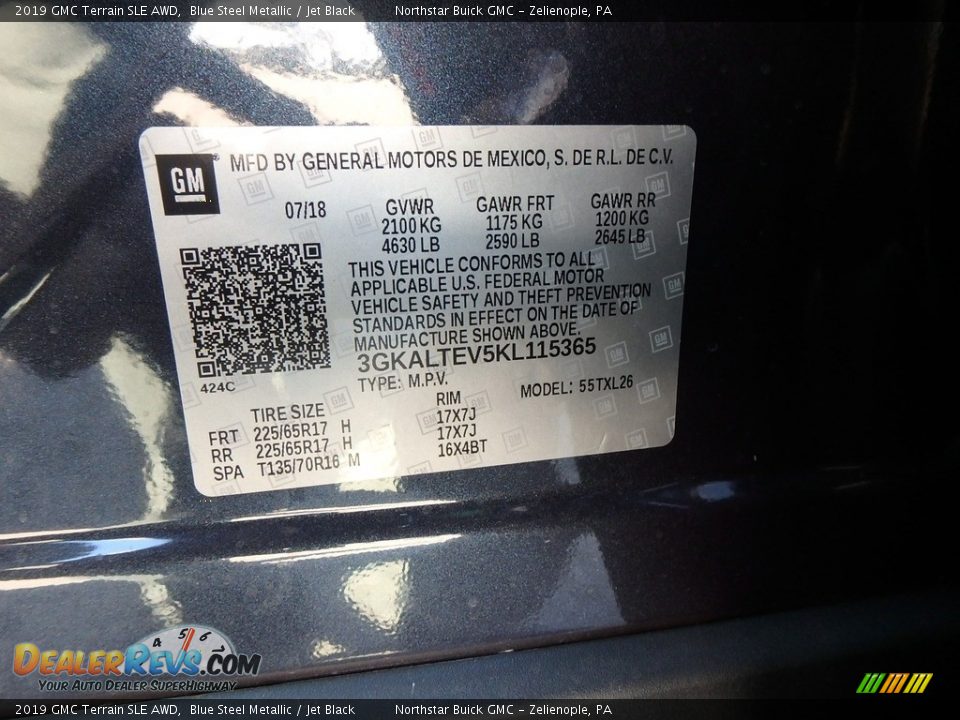 2019 GMC Terrain SLE AWD, Blue Steel Metallic / Jet Black Northstar Buick GMC - Zelienople, PA
GM MFD BY GENERAL MOTORS DE MEXICO, S. DE R.L. DE C.V.
07/18 GVWR GAWR FRT GAWR RR
2100 KG 1175 KG 1200 KG
4630 LB 2590 LB 2645 LB
THIS VEHICLE CONFORMS TO ALL
APPLICABLE U.S. FEDERAL MOTOR
VEHICLE SAFETY AND THEFT PREVENTION
STANDARDS IN EFFECT ON THE DATE OF
MANUFACTURE SHOWN ABOVE.
3GKALTEV5KL115365
424C TYPE: M.P.V. MODEL: 55TXL26
TIRE SIZE RIM
FRT 225/65R17 H 17X7J
RR 225/65R17 H 17X7J
SPA T135/70R16 M 16X4BT
4 5 6
DealerRevs.com
Your Auto Dealer SuperHighway
2019 GMC Terrain SLE AWD, Blue Steel Metallic / Jet Black Northstar Buick GMC - Zelienople, PA